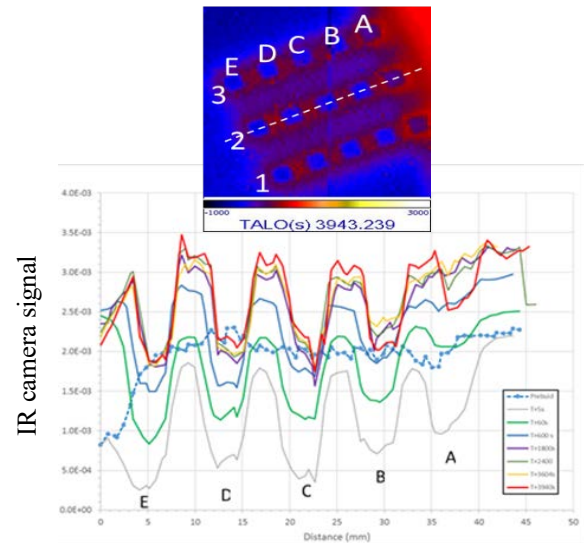 A
B
C
D
E
3
2
1
-1000 3000
TALO(s) 3943.239
IR camera signal
4.0E-03
3.5E-03
3.0E-03
2.5E-03
2.0E-03
1.5E-03
1.0E-03
5.0E-04
0.0E+00
Prebuild
T+5s
T+60s
T+600 s
T+1800s
T+2400
T+3604s
T+3940s
E
D
C
B
A
0 5 10 15 20 25 30 35 40 45 50
Distance (mm)